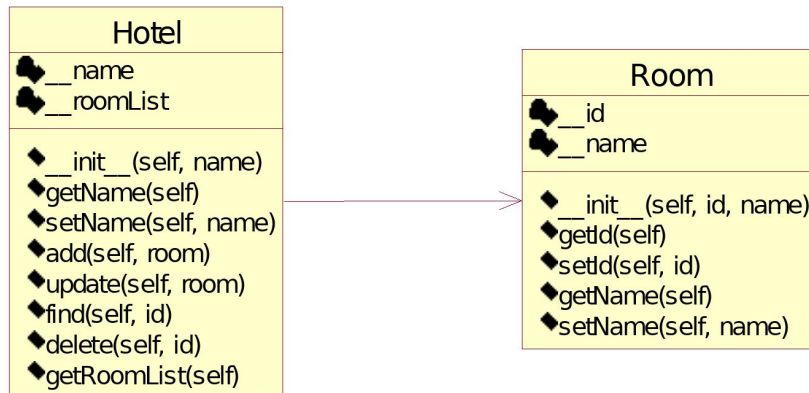 Hotel
__name
__roomList
__init__(self, name)
getName(self)
setName(self, name)
add(self, room)
update(self, room)
find(self, id)
delete(self, id)
getRoomList(self)
Room
__id
__name
__init__(self, id, name)
getId(self)
setId(self, id)
getName(self)
setName(self, name)